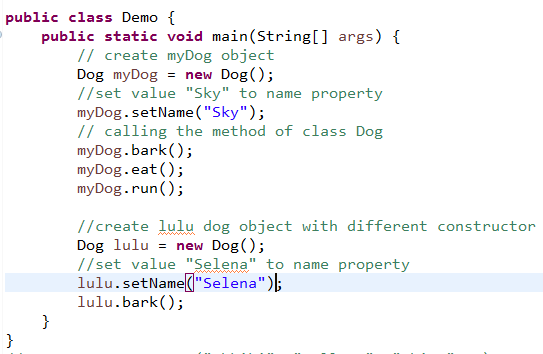 public class Demo {
public static void main(String[] args) {
// create myDog object
Dog myDog = new Dog();
//set value "Sky" to name property
myDog.setName("Sky");
// calling the method of class Dog
myDog.bark();
myDog.eat();
myDog.run();
//create lulu dog object with different constructor
Dog lulu = new Dog();
//set value "Selena" to name property
lulu.setName("Selena");
lulu.bark();
}
}